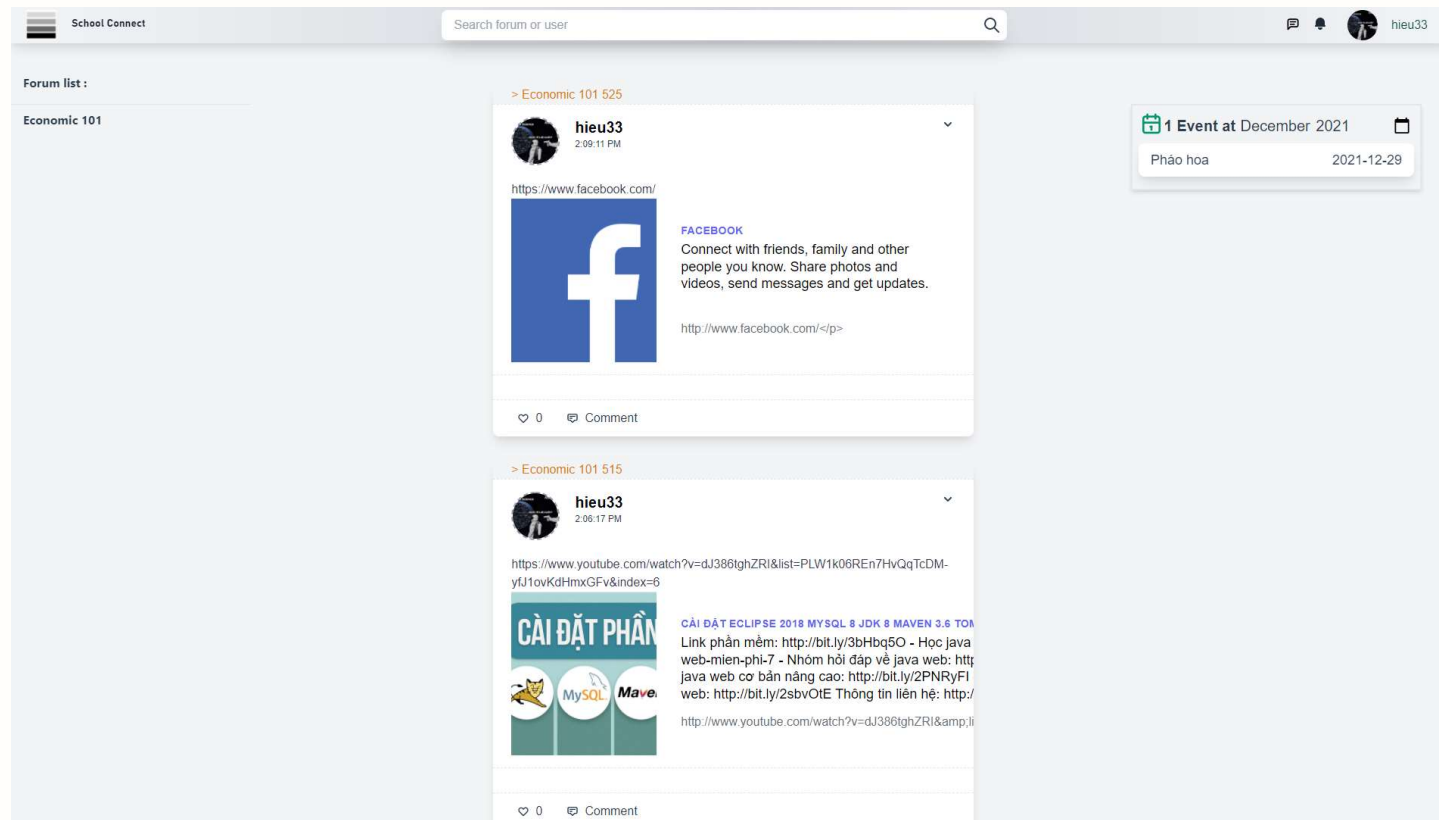 School Connect
Search forum or user
hieu33
Forum list :
Economic 101
> Economic 101 525
hieu33
2:09:11 PM
https://www.facebook.com/
FACEBOOK
Connect with friends, family and other
people you know. Share photos and
videos, send messages and get updates.
http://www.facebook.com/</p>
0 Comment
> Economic 101 515
hieu33
2:06:17 PM
https://www.youtube.com/watch?v=dJ386tghZRI&list=PLW1k06REn7HvQqTcDM-
yfJ1ovKdHmxGFv&index=6
CÀI ĐẶT PHẦN
MySQL Maven
CÀI ĐẶT ECLIPSE 2018 MYSQL 8 JDK 8 MAVEN 3.6 TOM
Link phần mềm: http://bit.ly/3bHbq5O - Học java
web-mien-phi-7 - Nhóm hỏi đáp về java web: http
java web cơ bản nâng cao: http://bit.ly/2PNRyFI
web: http://bit.ly/2sbvOtE Thông tin liên hệ: http:/
http://www.youtube.com/watch?v=dJ386tghZRI&amp;li
0 Comment
1 Event at December 2021
Pháo hoa 2021-12-29